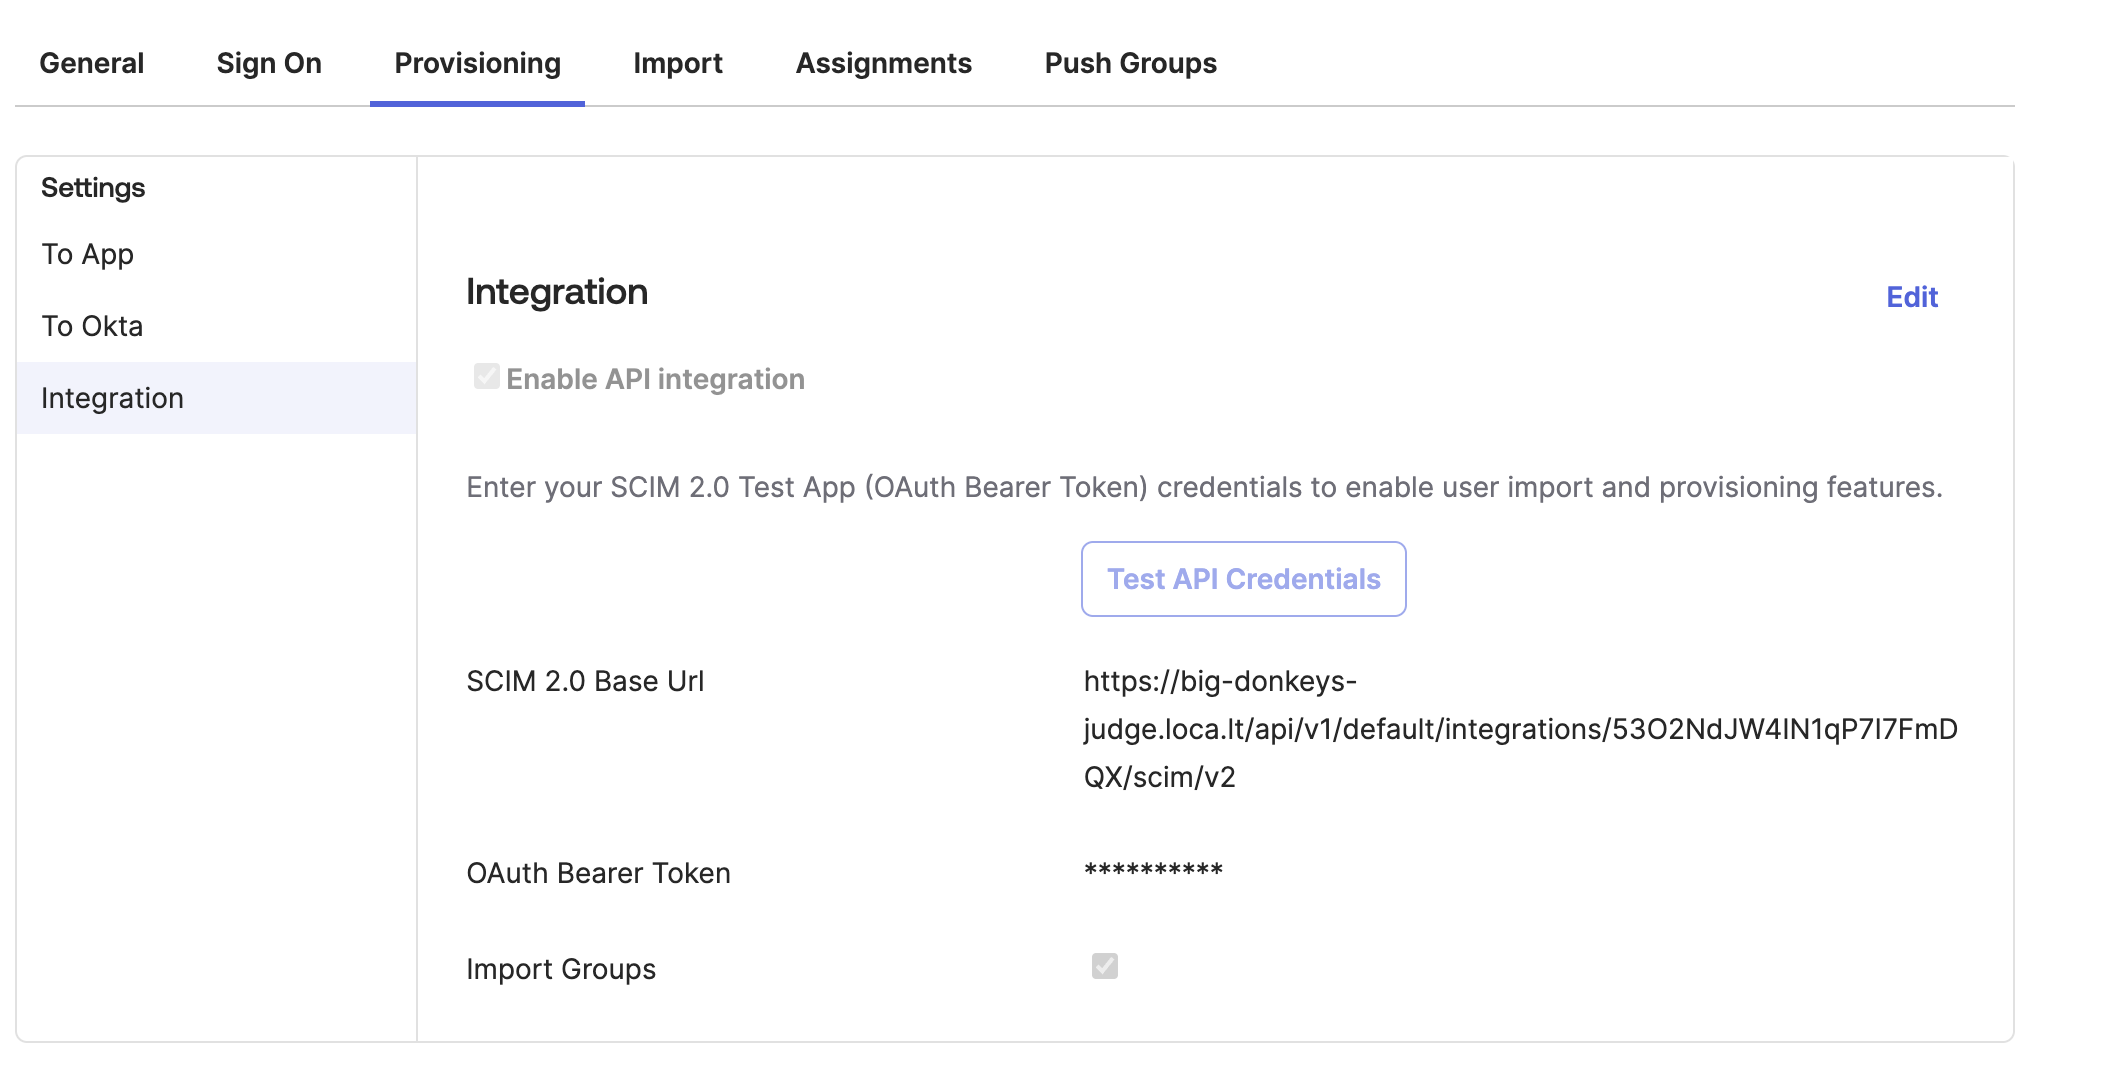 General Sign On Provisioning Import Assignments Push Groups
Settings
To App
To Okta
Integration
Integration
Edit
Enable API integration
Enter your SCIM 2.0 Test App (OAuth Bearer Token) credentials to enable user import and provisioning features.
Test API Credentials
SCIM 2.0 Base Url
https://big-donkeys-
judge.loca.lt/api/v1/default/integrations/53O2NdJW4IN1qP7I7FmD
QX/scim/v2
OAuth Bearer Token
**********
Import Groups